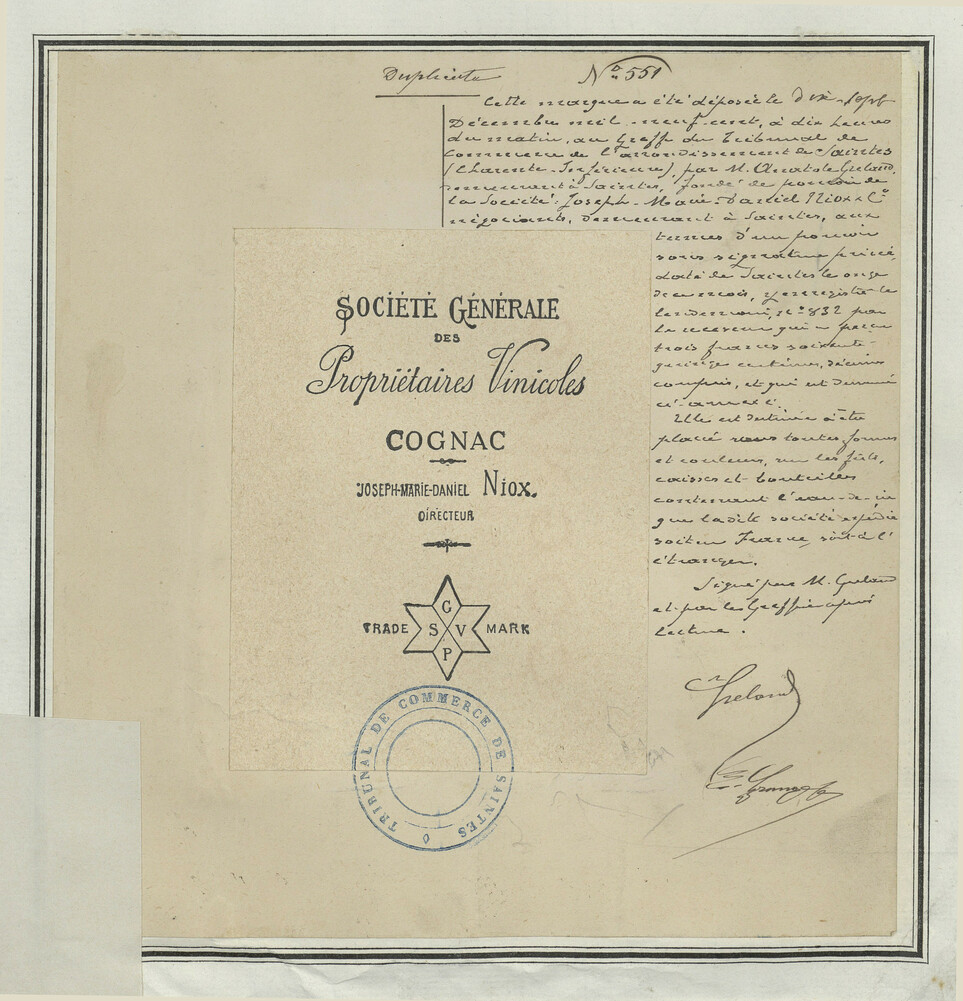 Duplicata
No 551
Cette marque a été déposée le dix-sept
Décembre mil neuf-cent, à dix heures
du matin, au Greffe du Tribunal de
Commerce de l'arrondissement de Saintes
(Charente-Inférieure), par M. Anatole Greland,
demeurant à Saintes, fondé de pouvoir de
la Société: Joseph-Marie-Daniel Niox & Cie
négociants, demeurant à Saintes, aux
termes d'un pouvoir
sous signature privée,
daté de Saintes le onze
de ce mois, y enregistré le
lendemain, no 832 par
le receveur qui a perçu
trois francs soixante-
quinze centimes, décimes
compris, et qui est demeuré
ci-annexé.
Elle est destinée à être
placée sous toutes formes
et couleurs, sur les fûts,
caisses et bouteilles
contenant l'eau-de-vie
que ladite société expédie
soit en France, soit à l'
étranger.
Signé par M. Greland
et par le Greffier après
lecture.
SOCIÉTÉ GÉNÉRALE
DES
Propriétaires Vinicoles
COGNAC
JOSEPH-MARIE-DANIEL NIOX.
DIRECTEUR
TRADE G S V P MARK
TRIBUNAL DE COMMERCE DE SAINTES
Greland